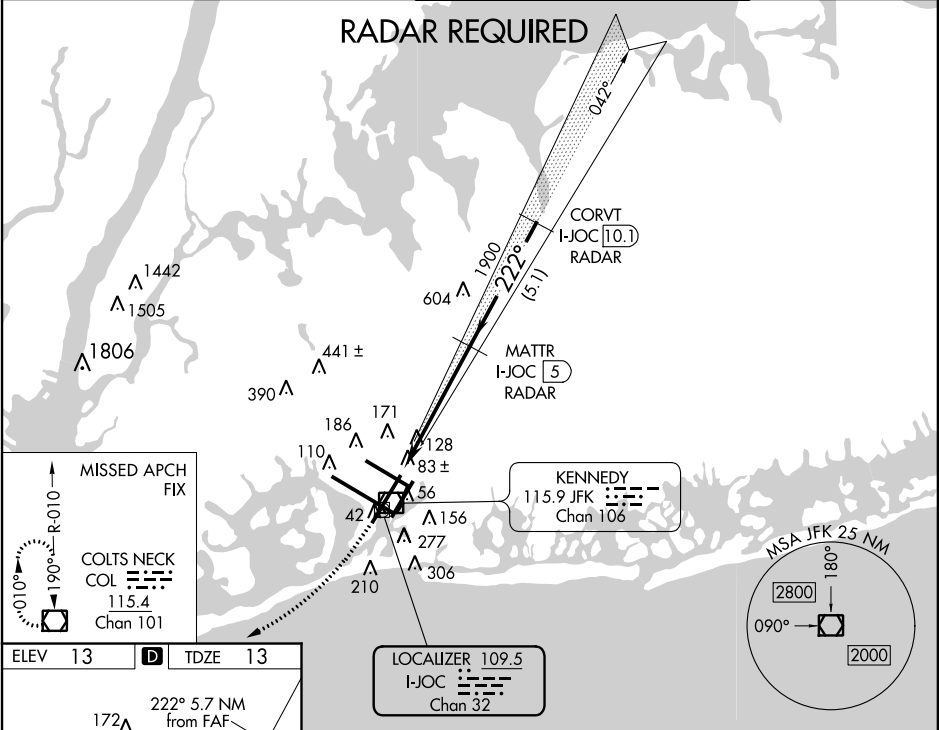 RADAR REQUIRED
042°
CORVT
I-JOC 10.1
RADAR
1900
222°
(5.1)
604
1442
1505
1806
441 ±
390
MATTR
I-JOC 5
RADAR
171
186
128
110
83 ±
56
42
156
277
306
210
MISSED APCH
FIX
R-010
190°
010°
COLTS NECK
COL
115.4
Chan 101
KENNEDY
115.9 JFK
Chan 106
LOCALIZER 109.5
I-JOC
Chan 32
MSA JFK 25 NM
180°
2800
090°
2000
ELEV 13 D TDZE 13
222° 5.7 NM
from FAF
172